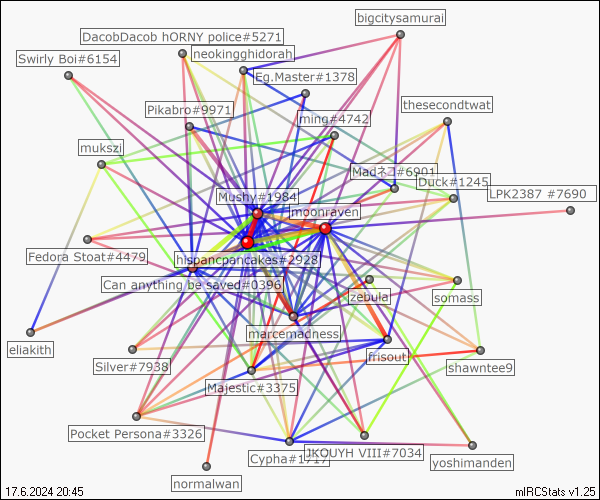 bigcitysamurai
DacobDacob hORNY police#5271
neokingghidorah
Swirly Boi#6154
Eg.Master#1378
thesecondtwat
Pikabro#9971
ming#4742
mukszi
Madネコ#6901
Duck#1245
LPK2387 #7690
Mushy#1984
moonraven
Fedora Stoat#4479
hispancpancakes#2928
Can anything be saved#0396
zebula
somass
marcemadness
eliakith
frisout
Silver#7938
shawntee9
Majestic#3375
Pocket Persona#3326
Cypha#1717
JKOUYH VIII#7034
yoshimanden
normalwan
17.6.2024 20:45
mIRCStats v1.25